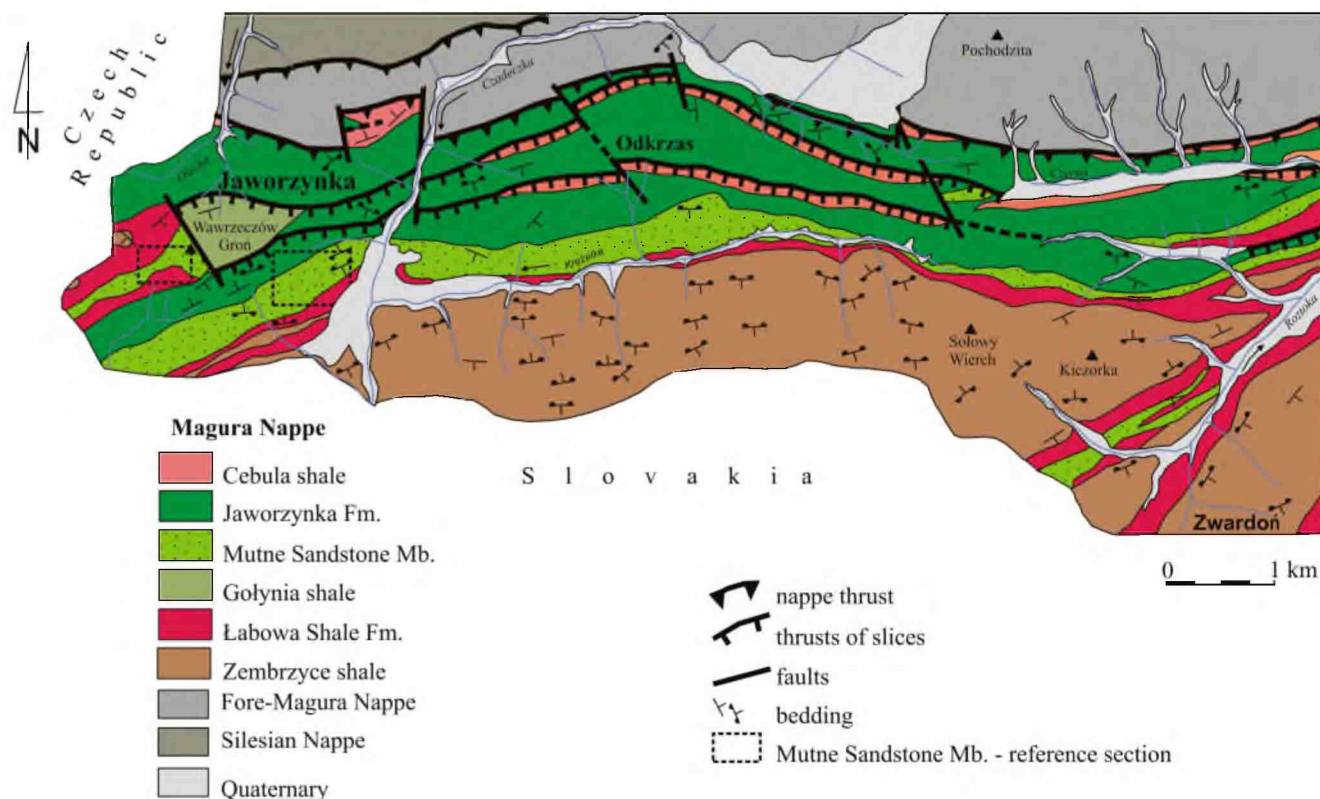 Czech
Republic
N
Pochodzita
Czadeczka
Olecka
Jaworzynka
Odkrzas
Czerna
Wawrzeczów
Groń
Krężelka
Roztoka
Sołowy
Wierch
Kiczorka
Zwardoń
S l o v a k i a
0 1 km
Magura Nappe
Cebula shale
Jaworzynka Fm.
Mutne Sandstone Mb.
Gołynia shale
Łabowa Shale Fm.
Zembrzyce shale
Fore-Magura Nappe
Silesian Nappe
Quaternary
nappe thrust
thrusts of slices
faults
bedding
Mutne Sandstone Mb. - reference section